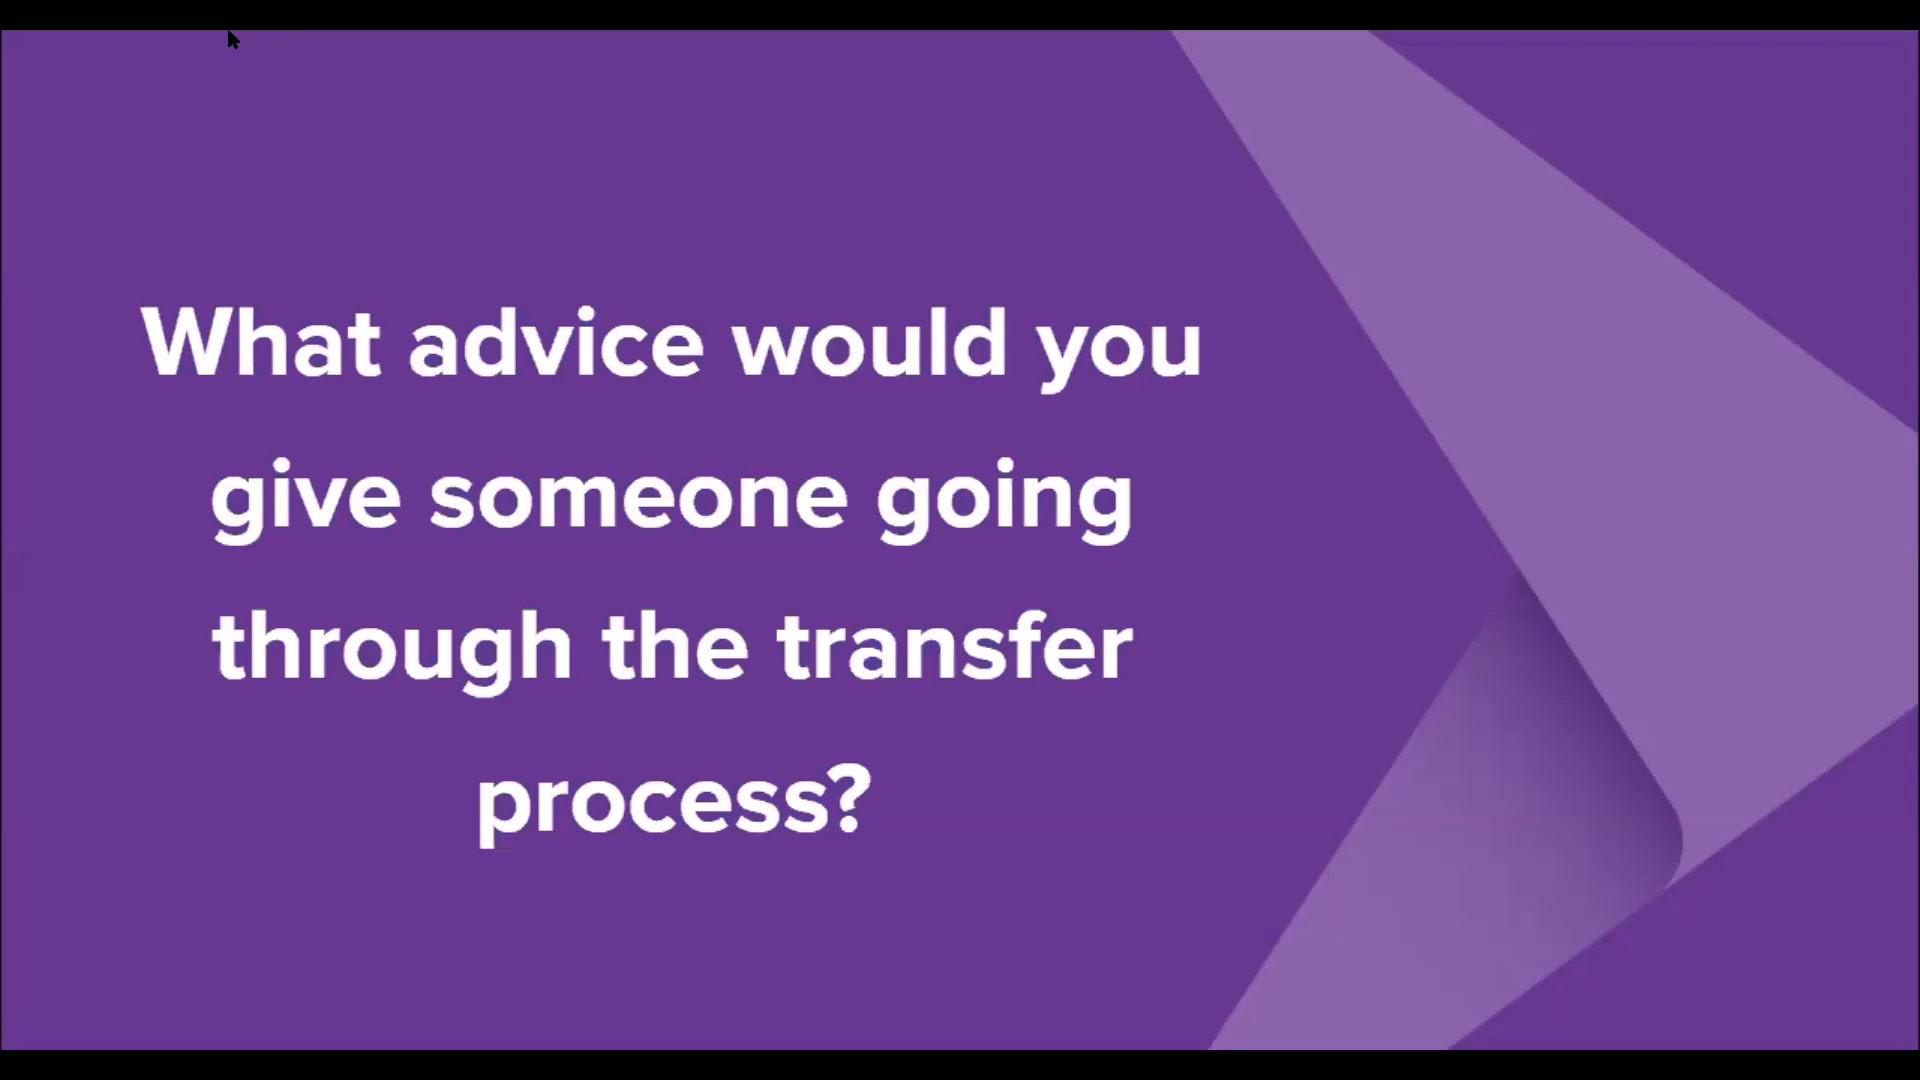 What advice would you
give someone going
through the transfer
process?